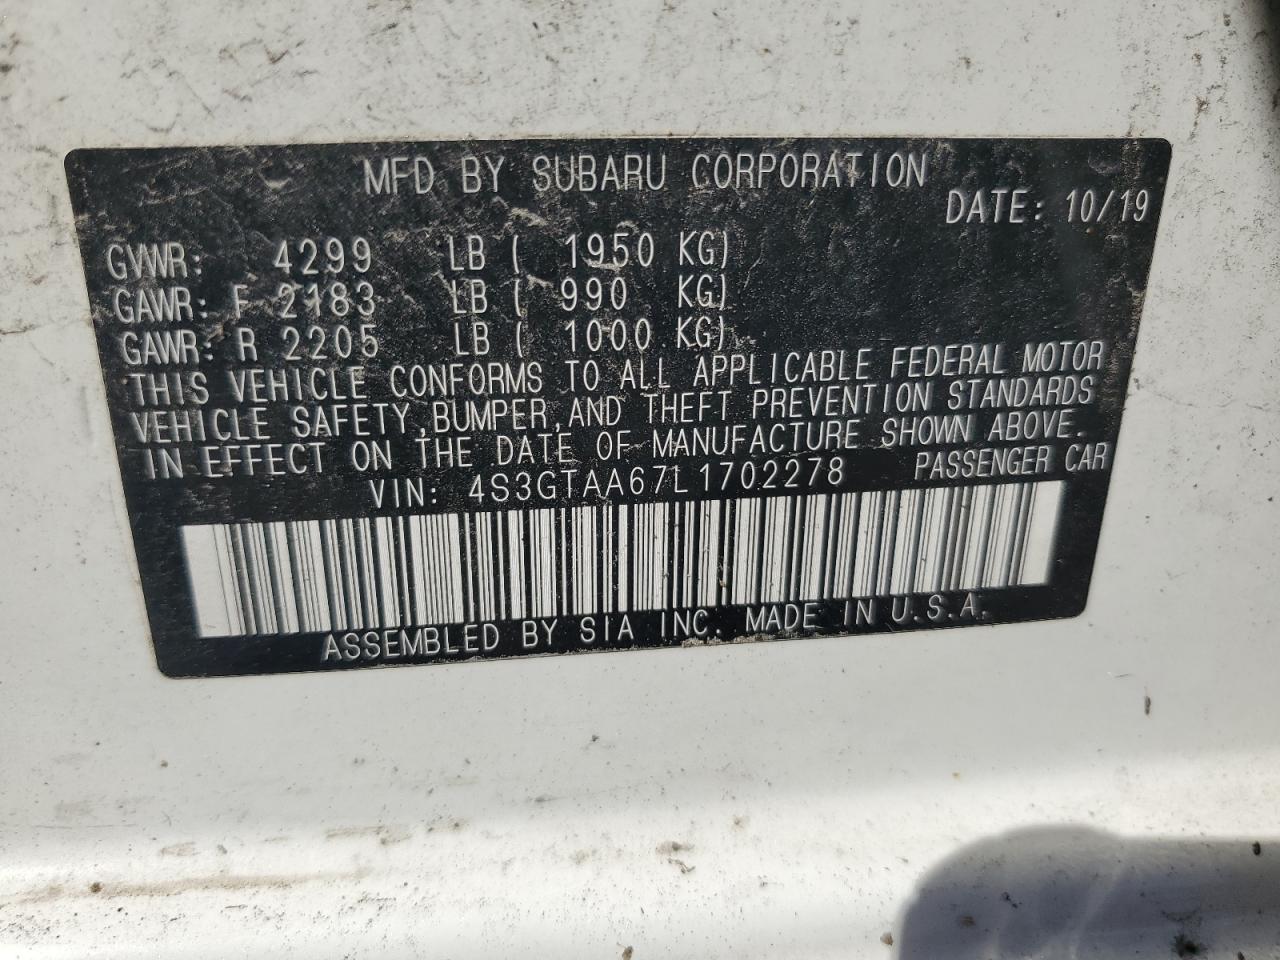 MFD BY SUBARU CORPORATION
DATE: 10/19
GVWR: 4299 LB ( 1950 KG)
GAWR: F 2183 LB ( 990 KG)
GAWR: R 2205 LB ( 1000 KG)
THIS VEHICLE CONFORMS TO ALL APPLICABLE FEDERAL MOTOR
VEHICLE SAFETY, BUMPER, AND THEFT PREVENTION STANDARDS
IN EFFECT ON THE DATE OF MANUFACTURE SHOWN ABOVE.
VIN: 4S3GTAA67L1702278 PASSENGER CAR
ASSEMBLED BY SIA INC. MADE IN U.S.A.